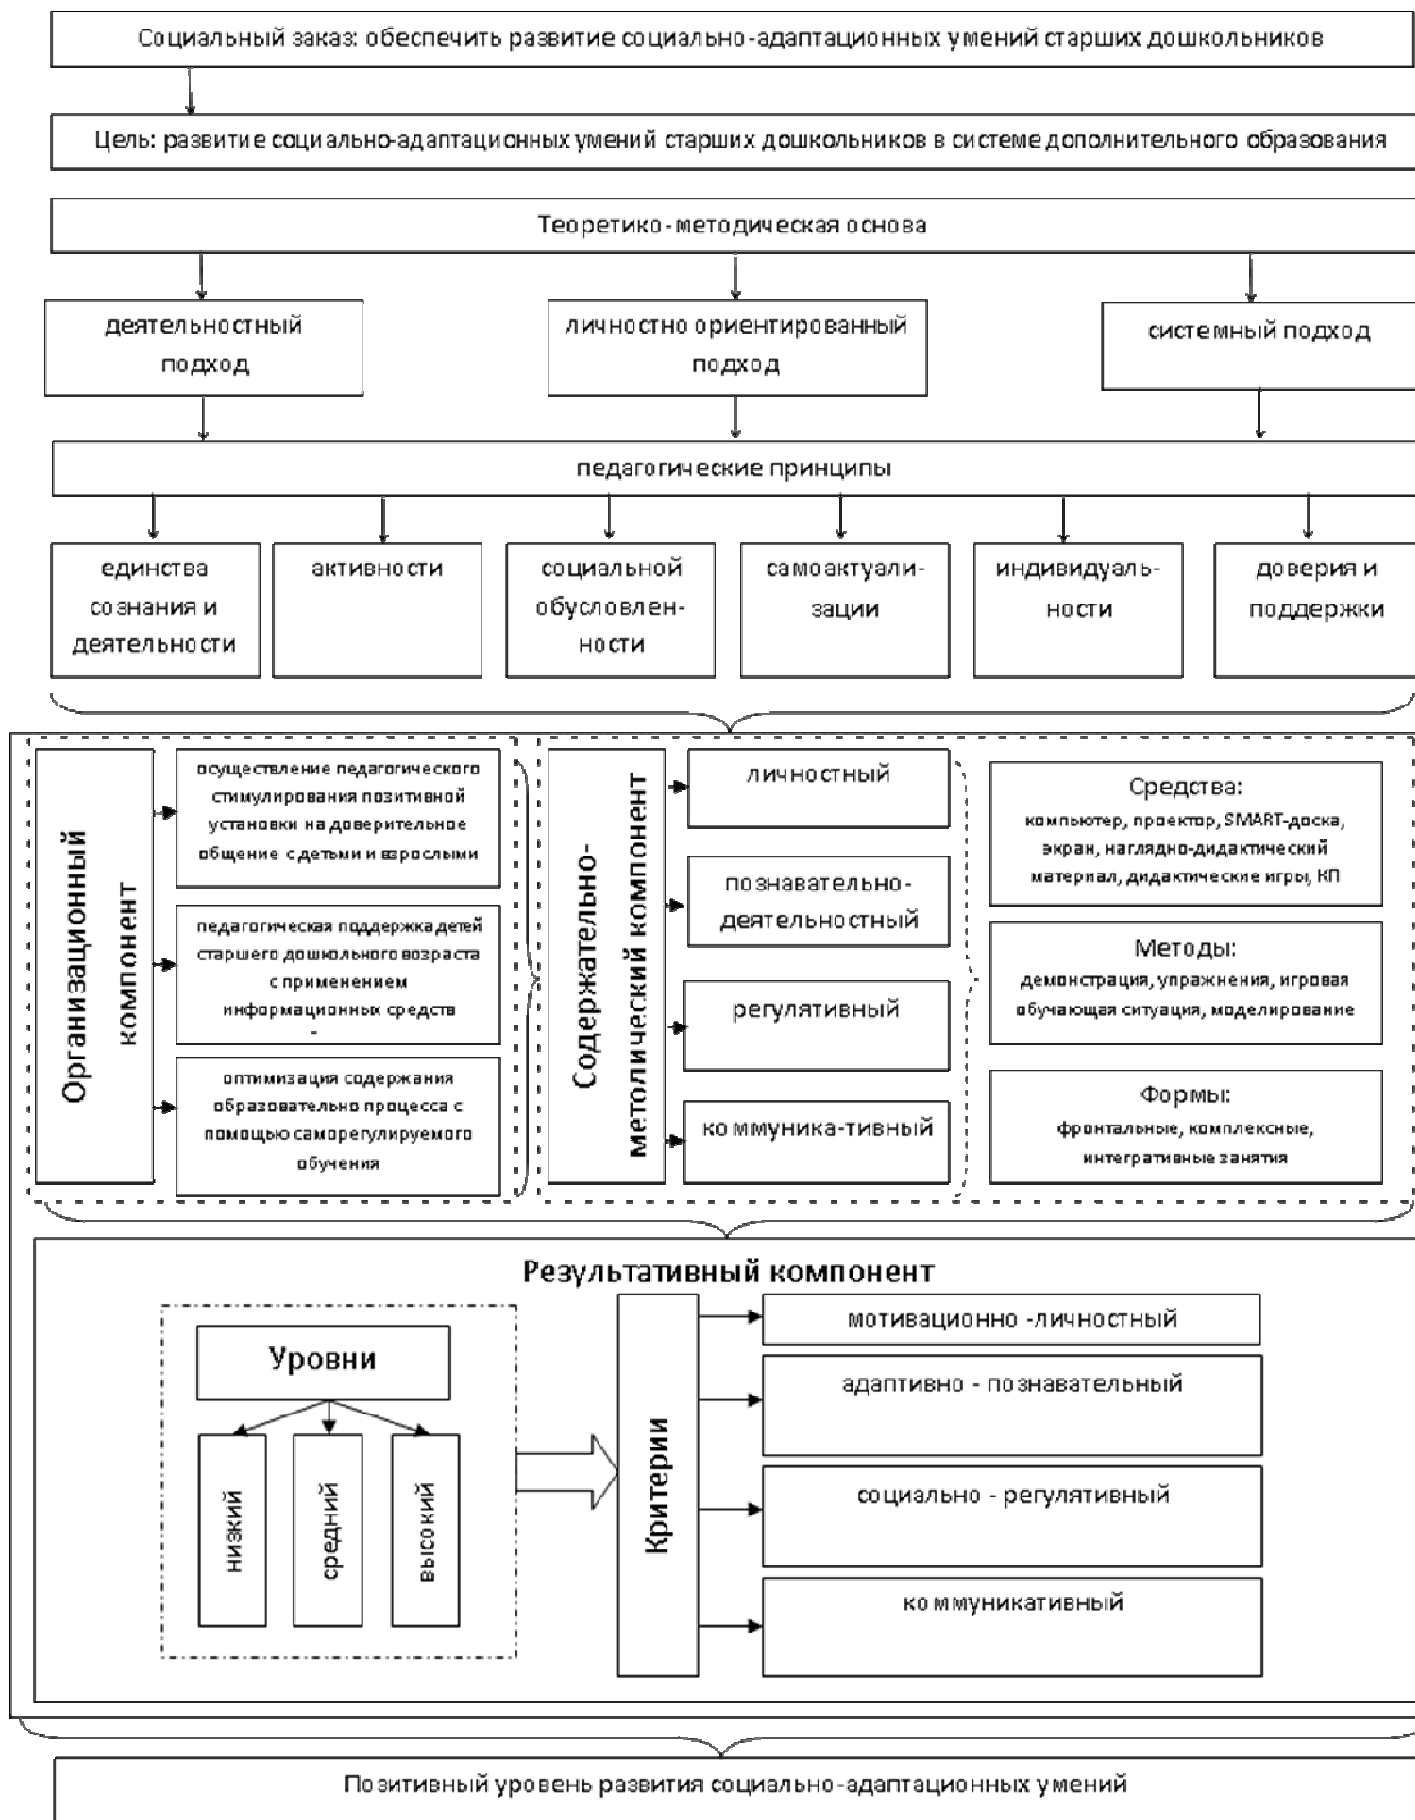 Социальный заказ: обеспечить развитие социально-адаптационных умений старших дошкольников
Цель: развитие социально-адаптационных умений старших дошкольников в системе дополнительного образования
Теоретико-методическая основа
деятельностный
подход
личностно ориентированный
подход
системный подход
педагогические принципы
единства
сознания и
деятельности
активности
социальной
обусловлен-
ности
самоактуали-
зации
индивидуаль-
ности
доверия и
поддержки
Организационный
компонент
осуществление педагогического
стимулирования позитивной
установки на доверительное
общение с детьми и взрослыми
педагогическая поддержка детей
старшего дошкольного возраста
с применением
информационных средств
оптимизация содержания
образовательно процесса с
помощью саморегулируемого
обучения
Содержательно-
метолический компонент
личностный
познавательно-
деятельностный
регулятивный
коммуника-тивный
Средства:
компьютер, проектор, SMART-доска,
экран, наглядно-дидактический
материал, дидактические игры, КП
Методы:
демонстрация, упражнения, игровая
обучающая ситуация, моделирование
Формы:
фронтальные, комплексные,
интегративные занятия
Результативный компонент
Уровни
низкий
средний
высокий
Критерии
мотивационно -личностный
адаптивно - познавательный
социально - регулятивный
коммуникативный
Позитивный уровень развития социально-адаптационных умений